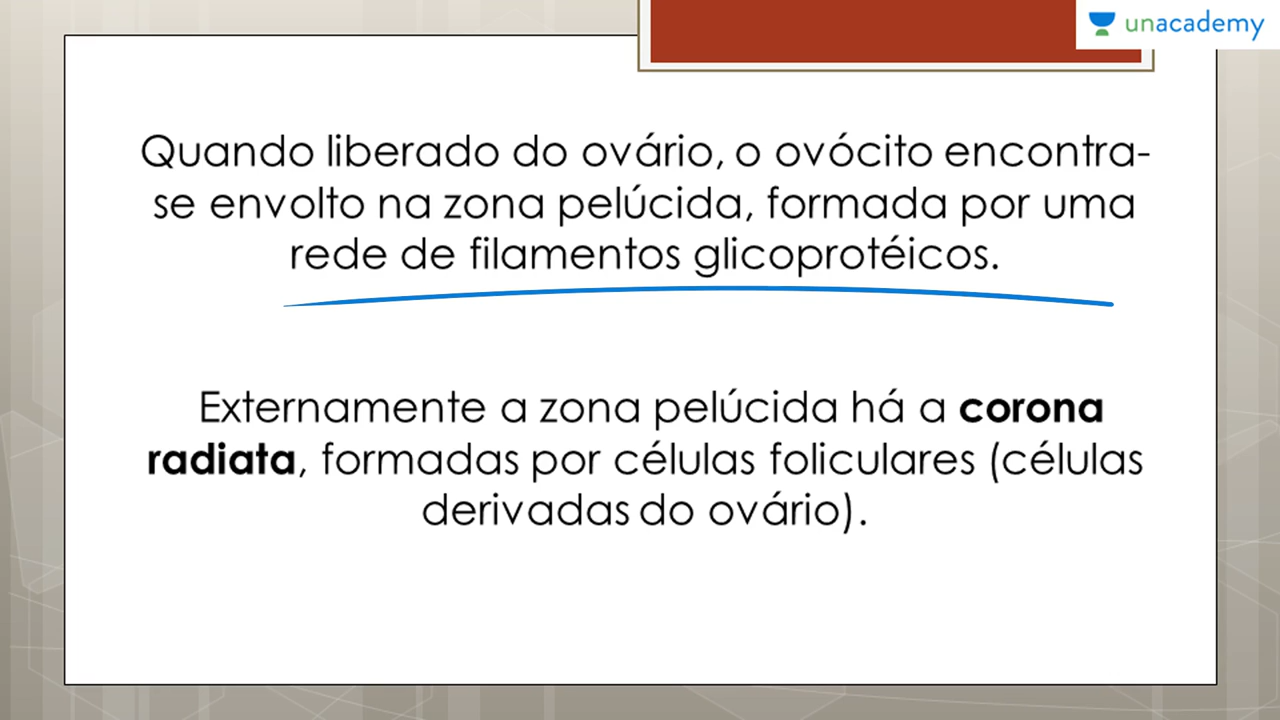 unacademy
Quando liberado do ovário, o ovócito encontra-
se envolto na zona pelúcida, formada por uma
rede de filamentos glicoprotéicos.
Externamente a zona pelúcida há a corona
radiata, formadas por células foliculares (células
derivadas do ovário).